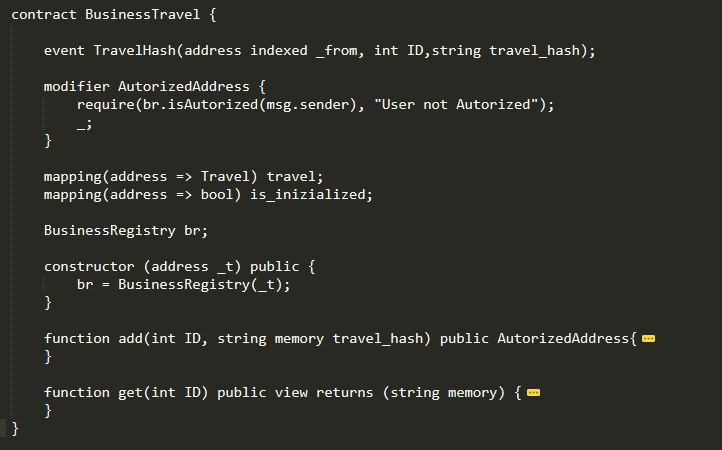 contract BusinessTravel {
event TravelHash(address indexed _from, int ID,string travel_hash);
modifier AutorizedAddress {
require(br.isAutorized(msg.sender), "User not Autorized");
_;
}
mapping(address => Travel) travel;
mapping(address => bool) is_inizialized;
BusinessRegistry br;
constructor (address _t) public {
br = BusinessRegistry(_t);
}
function add(int ID, string memory travel_hash) public AutorizedAddress{ ···
}
function get(int ID) public view returns (string memory) { ···
}
}